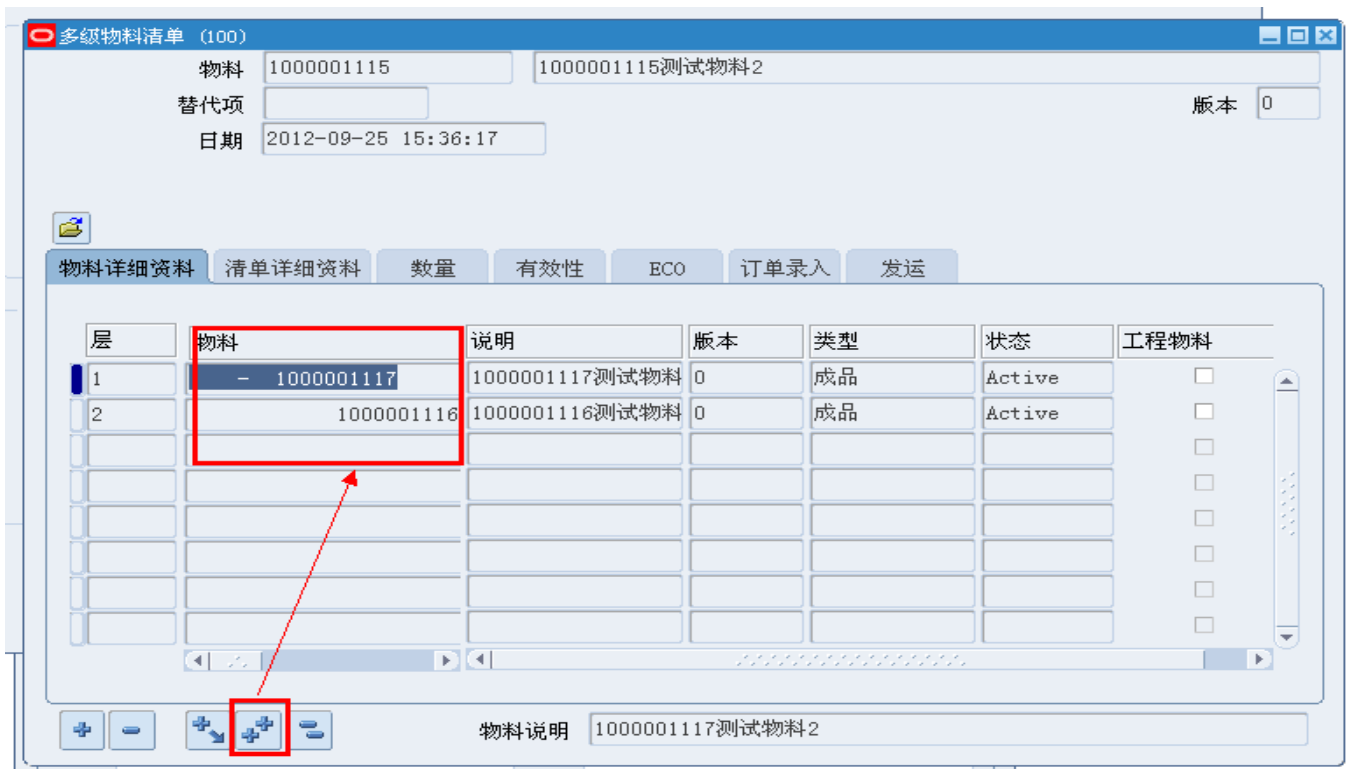 多级物料清单 (100)
物料 1000001115 1000001115测试物料2
替代项 版本 0
日期 2012-09-25 15:36:17
物料详细资料 清单详细资料 数量 有效性 ECO 订单录入 发运
层 物料 说明 版本 类型 状态 工程物料
1 - 1000001117 1000001117测试物料 0 成品 Active
2 1000001116 1000001116测试物料 0 成品 Active
物料说明 1000001117测试物料2